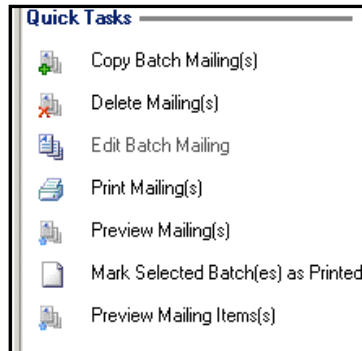 Quick Tasks
Copy Batch Mailing(s)
Delete Mailing(s)
Edit Batch Mailing
Print Mailing(s)
Preview Mailing(s)
Mark Selected Batch(es) as Printed
Preview Mailing Items(s)